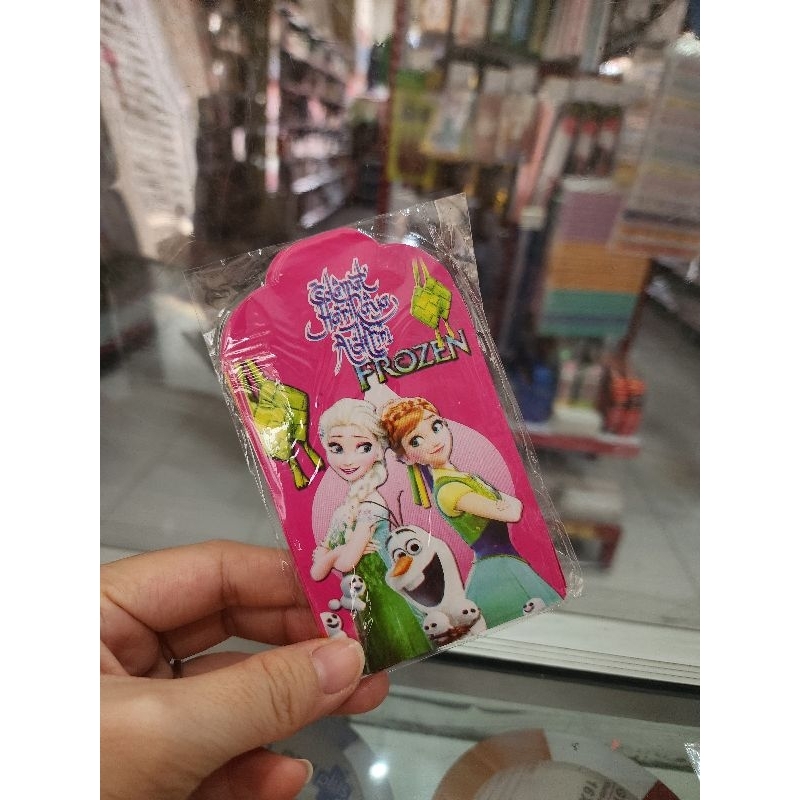 Selamat
Hari Raya
Aidilfitri
FROZEN